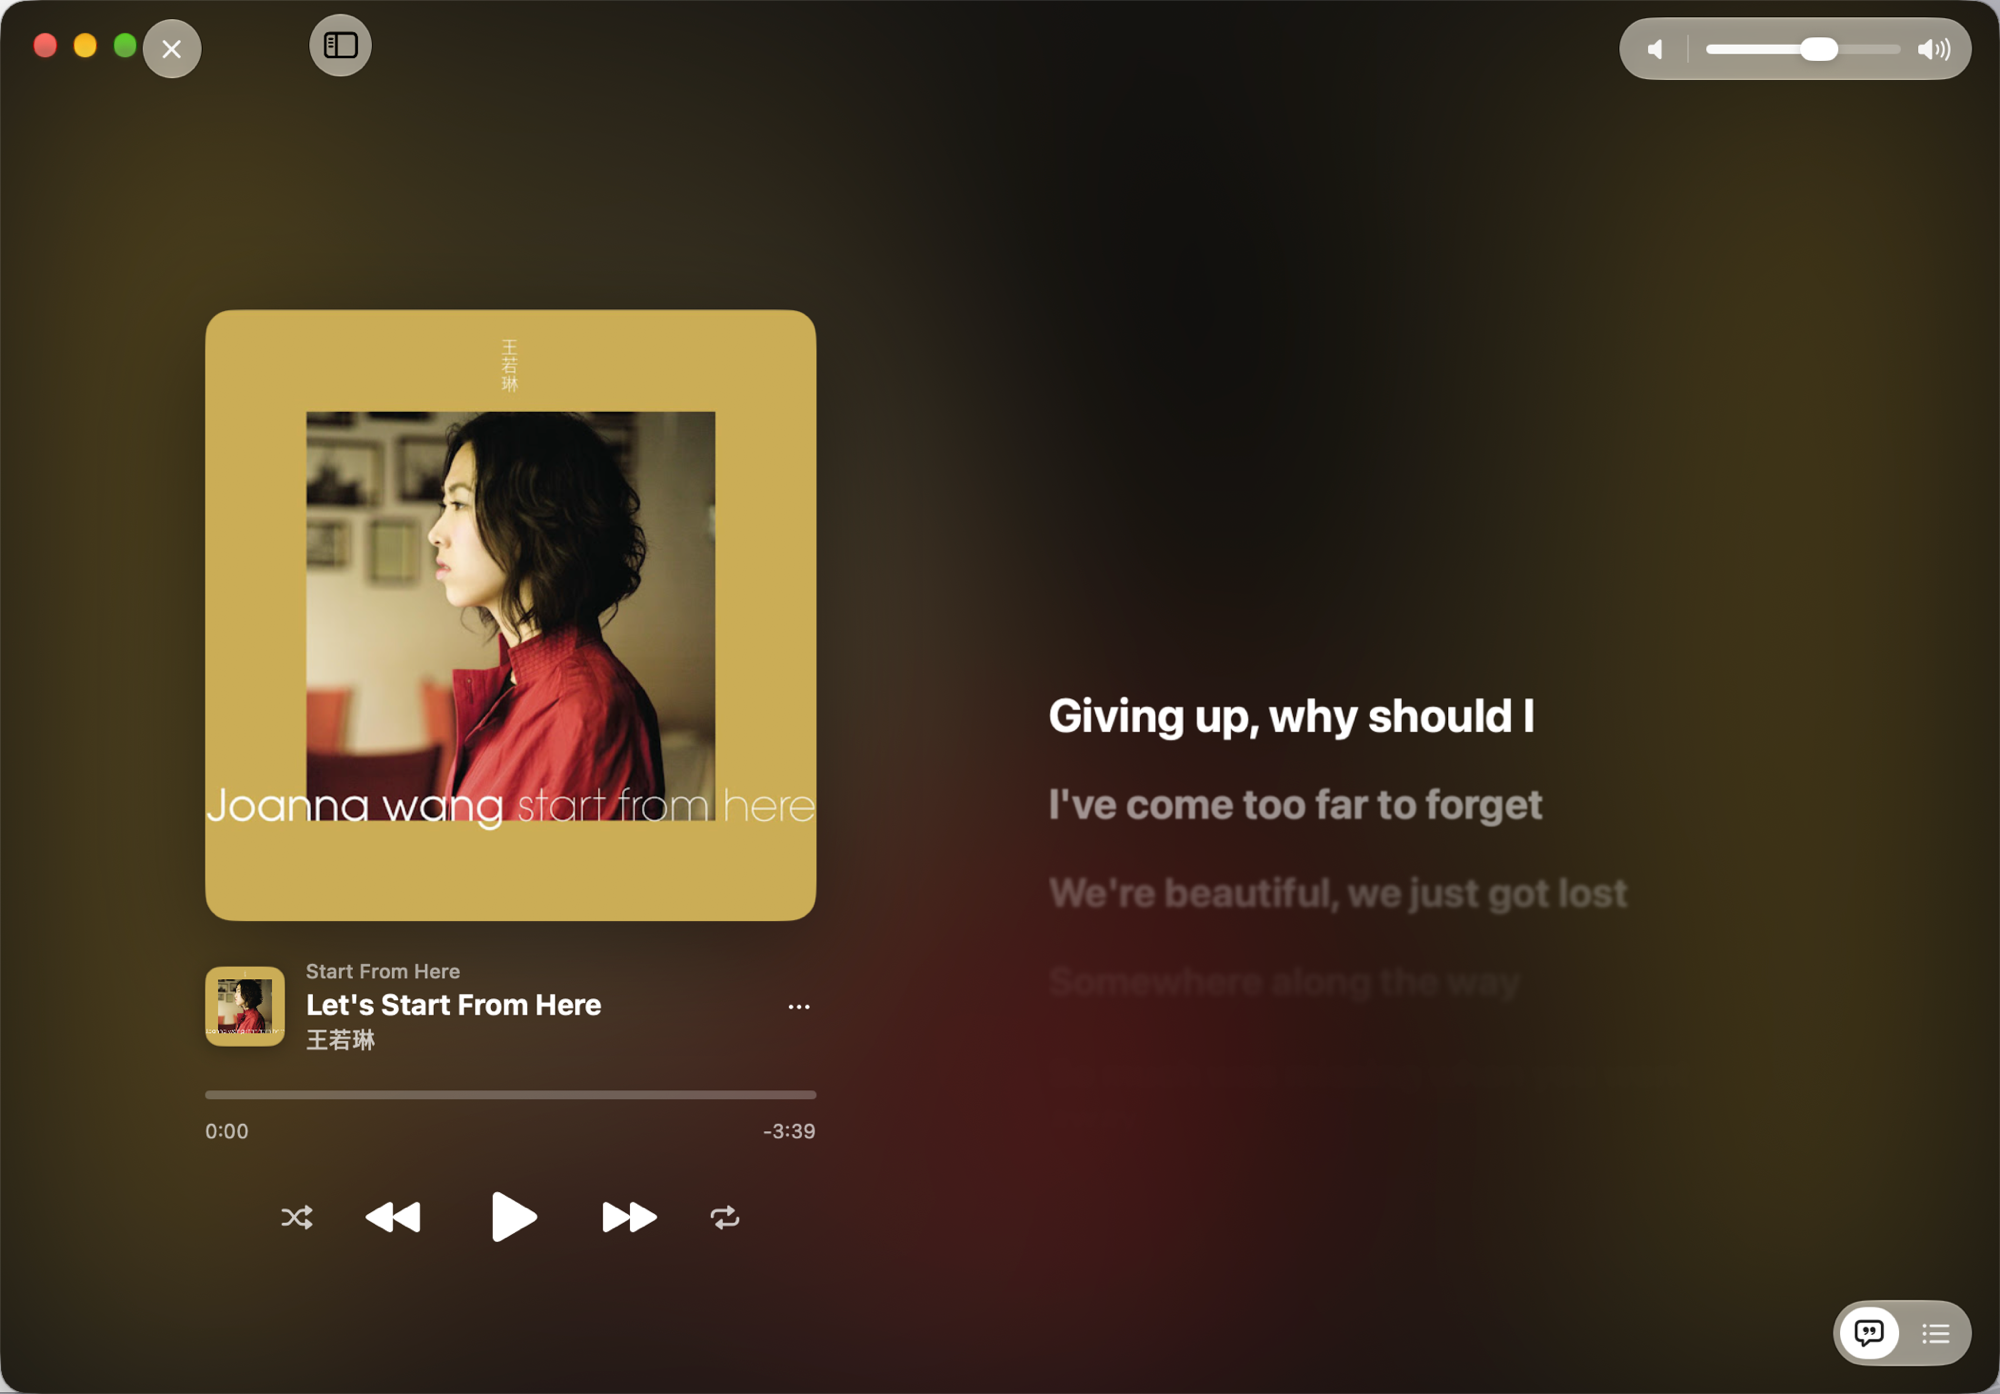 王若琳
Joanna wang start from here
Start From Here
Let's Start From Here
王若琳
0:00
-3:39
Giving up, why should I
I've come too far to forget
We're beautiful, we just got lost
Somewhere along the way